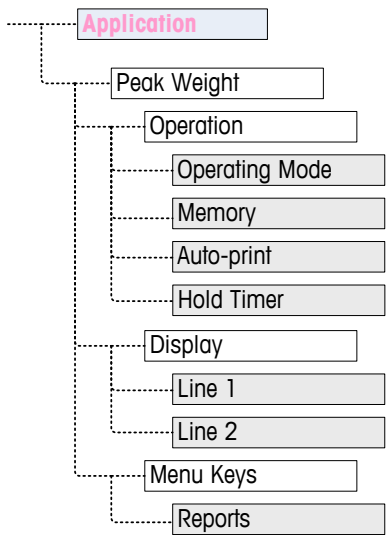 Application
Peak Weight
Operation
Operating Mode
Memory
Auto-print
Hold Timer
Display
Line 1
Line 2
Menu Keys
Reports